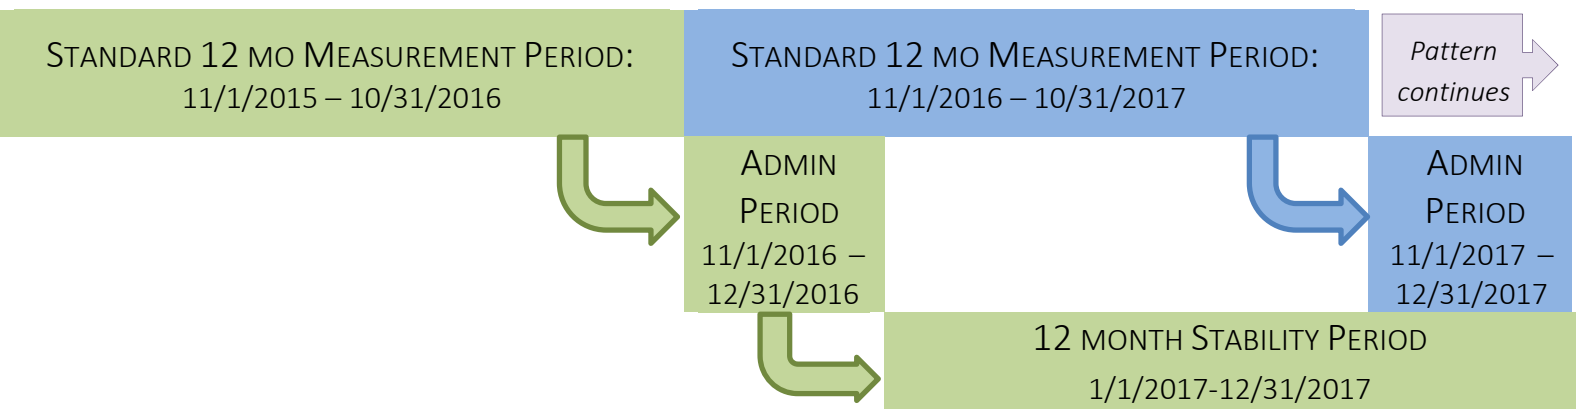 STANDARD 12 MO MEASUREMENT PERIOD:
11/1/2015 – 10/31/2016
STANDARD 12 MO MEASUREMENT PERIOD:
11/1/2016 – 10/31/2017
Pattern
continues
ADMIN
PERIOD
11/1/2016 –
12/31/2016
ADMIN
PERIOD
11/1/2017 –
12/31/2017
12 MONTH STABILITY PERIOD
1/1/2017-12/31/2017